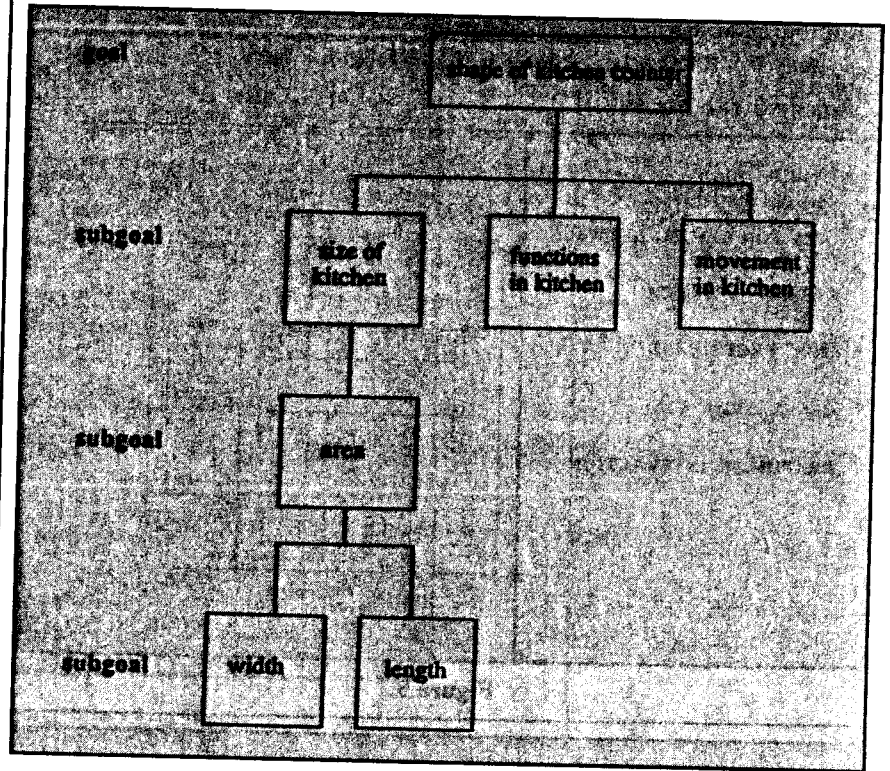 goal
shape of kitchen counter
subgoal
size of
kitchen
functions
in kitchen
movement
in kitchen
subgoal
area
subgoal
width
length